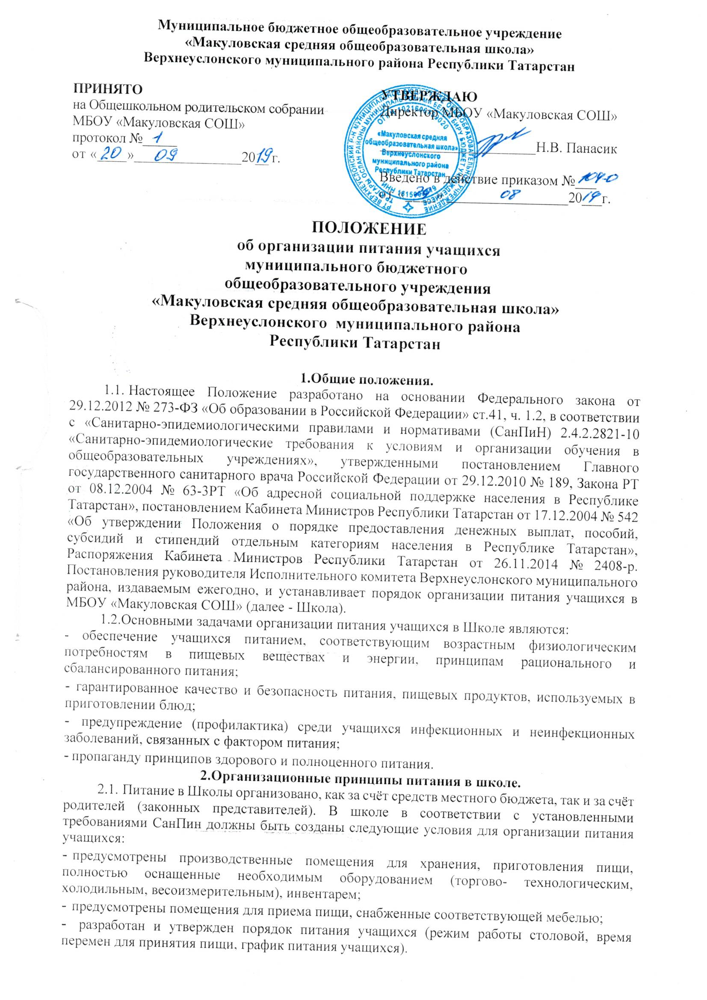 Муниципальное бюджетное общеобразовательное учреждение
«Макуловская средняя общеобразовательная школа»
Верхнеуслонского муниципального района Республики Татарстан
ПРИНЯТО
на Общешкольном родительском собрании
МБОУ «Макуловская СОШ»
протокол № 1
от «20» 09 2019г.
УТВЕРЖДАЮ
Директор МБОУ «Макуловская СОШ»
Н.В. Панасик
Введено в действие приказом № 104-О
от « » 08 2019г.
«Макуловская средняя
общеобразовательная школа»
Верхнеуслонского
муниципального района
Республики Татарстан
ПОЛОЖЕНИЕ
об организации питания учащихся
муниципального бюджетного
общеобразовательного учреждения
«Макуловская средняя общеобразовательная школа»
Верхнеуслонского муниципального района
Республики Татарстан
1.Общие положения.
1.1. Настоящее Положение разработано на основании Федерального закона от
29.12.2012 № 273-ФЗ «Об образовании в Российской Федерации» ст.41, ч. 1.2, в соответствии
с «Санитарно-эпидемиологическими правилами и нормативами (СанПиН) 2.4.2.2821-10
«Санитарно-эпидемиологические требования к условиям и организации обучения в
общеобразовательных учреждениях», утвержденными постановлением Главного
государственного санитарного врача Российской Федерации от 29.12.2010 № 189, Закона РТ
от 08.12.2004 № 63-ЗРТ «Об адресной социальной поддержке населения в Республике
Татарстан», постановлением Кабинета Министров Республики Татарстан от 17.12.2004 № 542
«Об утверждении Положения о порядке предоставления денежных выплат, пособий,
субсидий и стипендий отдельным категориям населения в Республике Татарстан»,
Распоряжения Кабинета Министров Республики Татарстан от 26.11.2014 № 2408-р.
Постановления руководителя Исполнительного комитета Верхнеуслонского муниципального
района, издаваемым ежегодно, и устанавливает порядок организации питания учащихся в
МБОУ «Макуловская СОШ» (далее - Школа).
1.2.Основными задачами организации питания учащихся в Школе являются:
- обеспечение учащихся питанием, соответствующим возрастным физиологическим
потребностям в пищевых веществах и энергии, принципам рационального и
сбалансированного питания;
- гарантированное качество и безопасность питания, пищевых продуктов, используемых в
приготовлении блюд;
- предупреждение (профилактика) среди учащихся инфекционных и неинфекционных
заболеваний, связанных с фактором питания;
- пропаганду принципов здорового и полноценного питания.
2.Организационные принципы питания в школе.
2.1. Питание в Школы организовано, как за счёт средств местного бюджета, так и за счёт
родителей (законных представителей). В школе в соответствии с установленными
требованиями СанПин должны быть созданы следующие условия для организации питания
учащихся:
- предусмотрены производственные помещения для хранения, приготовления пищи,
полностью оснащенные необходимым оборудованием (торгово- технологическим,
холодильным, весоизмерительным), инвентарем;
- предусмотрены помещения для приема пищи, снабженные соответствующей мебелью;
- разработан и утвержден порядок питания учащихся (режим работы столовой, время
перемен для принятия пищи, график питания учащихся).